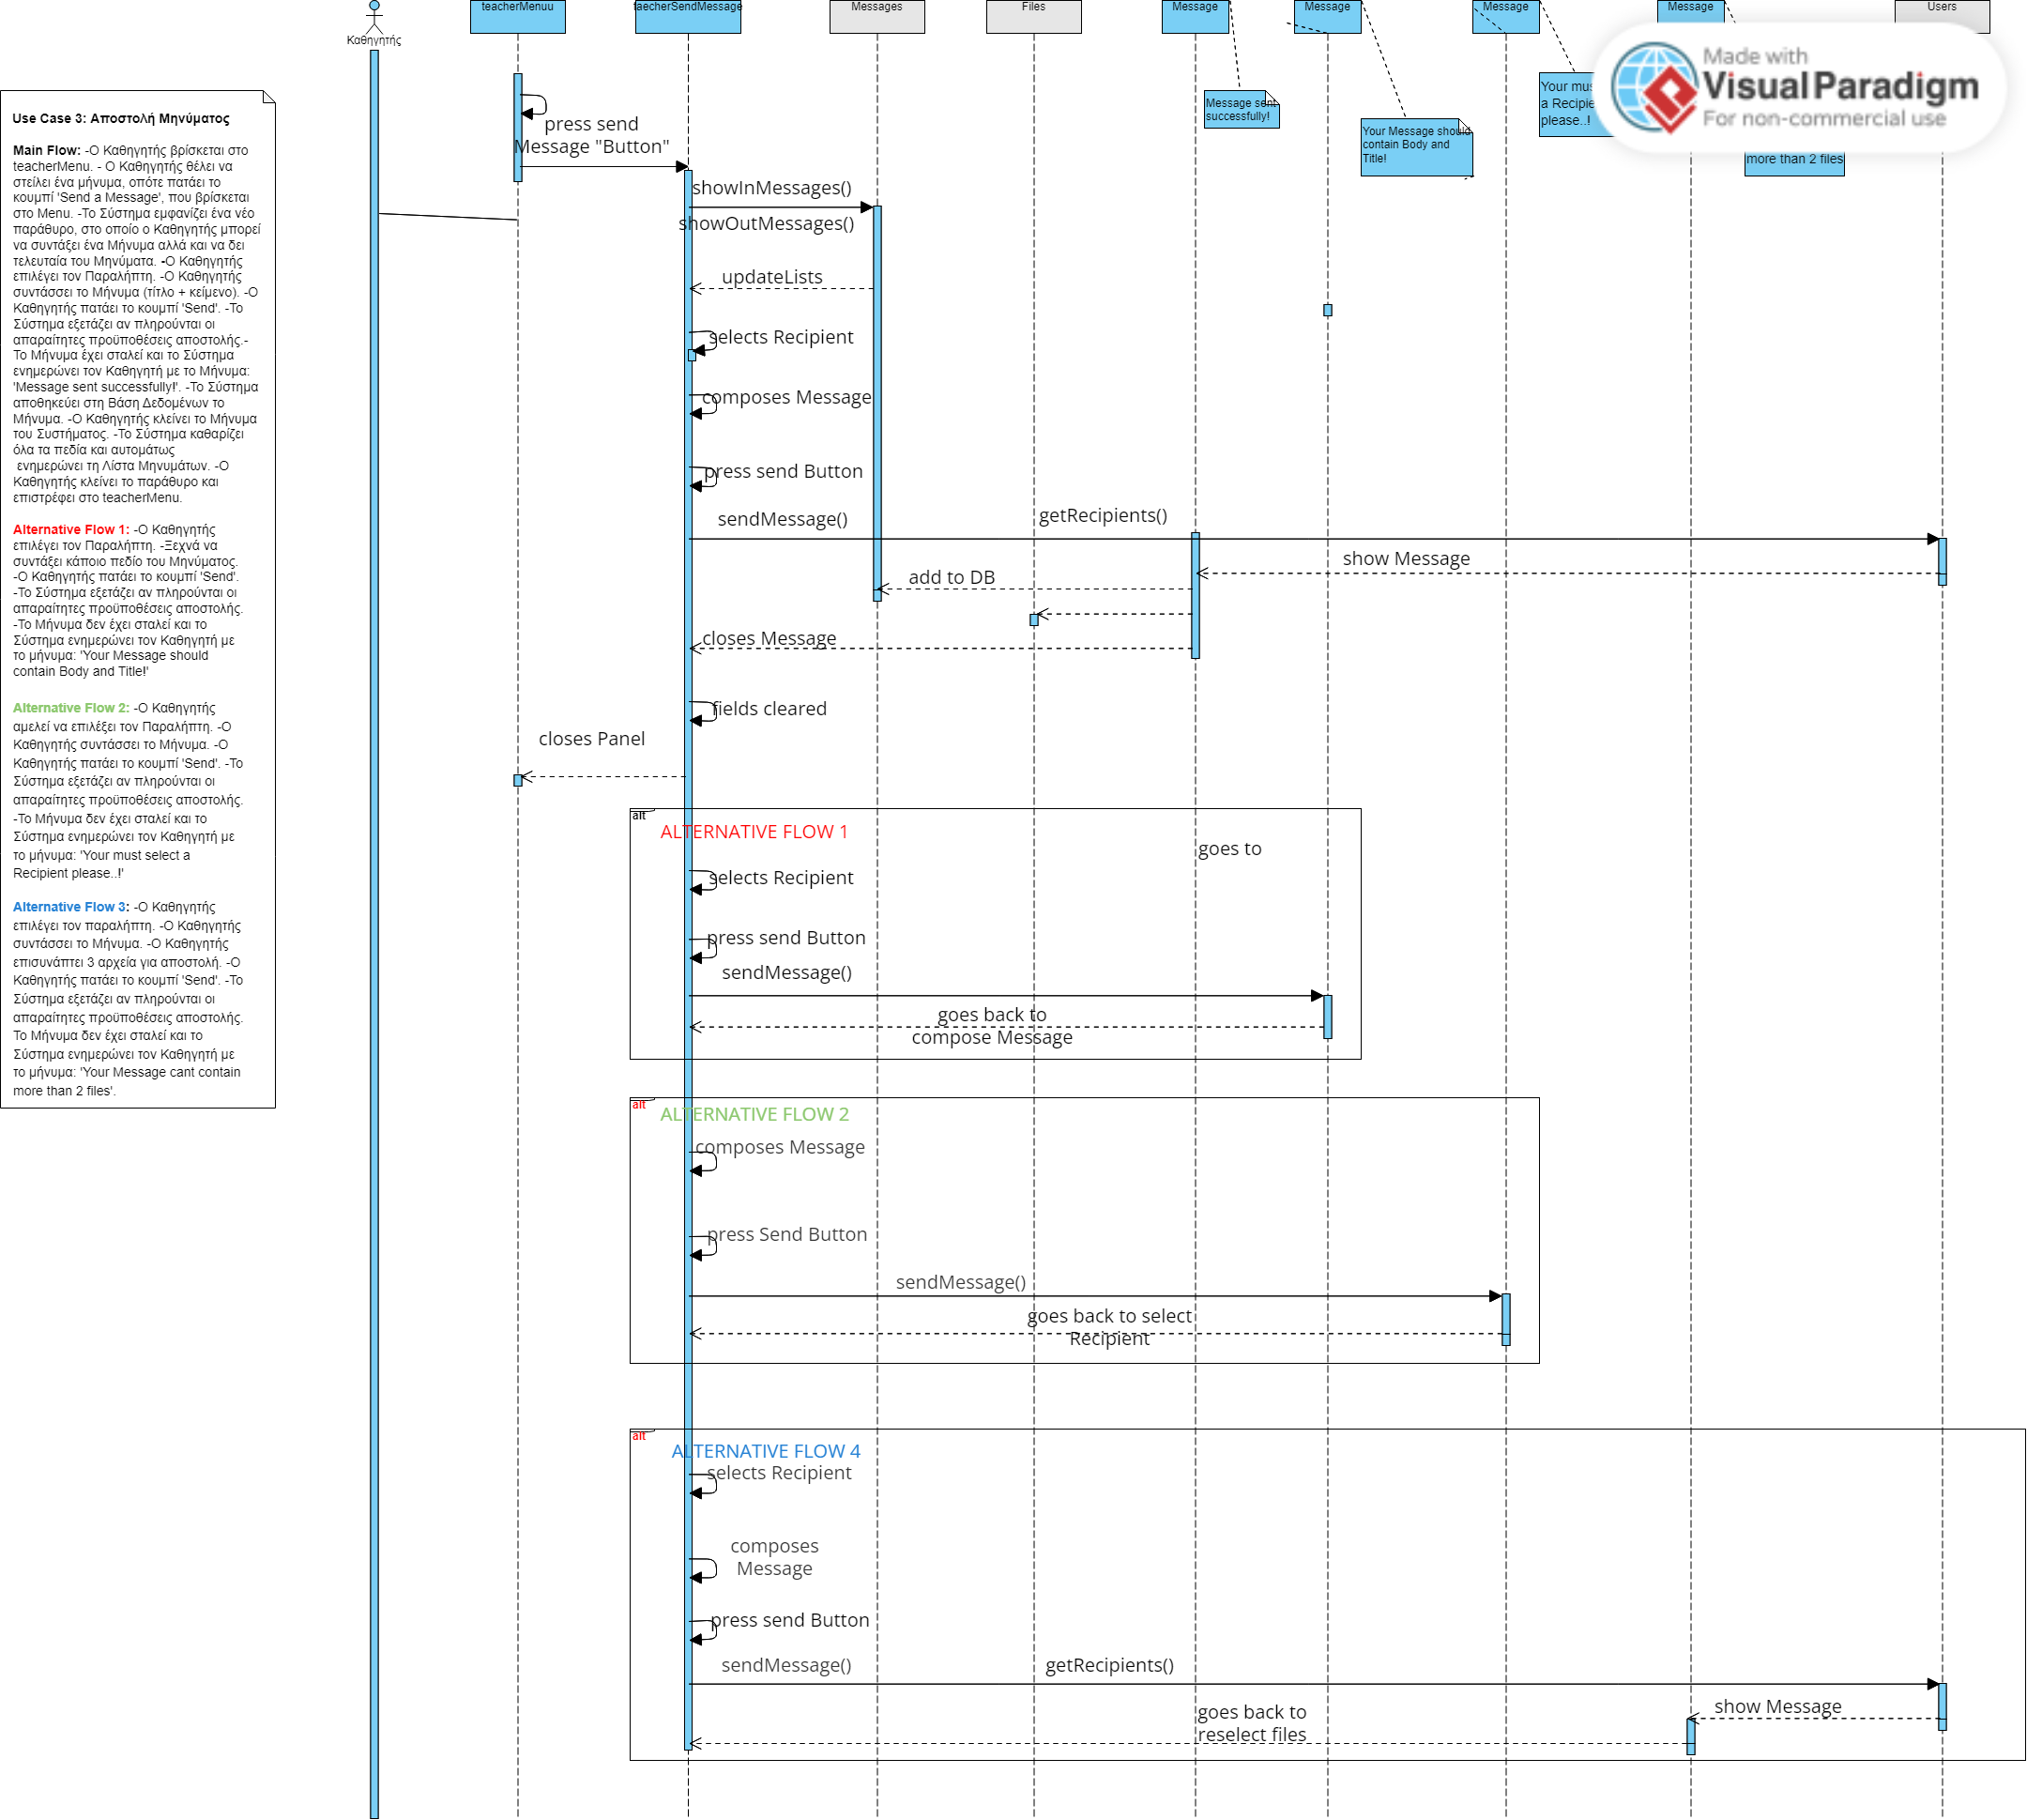 Καθηγητής
teacherMenuu
faecherSendMessage
Messages
Files
Message
Message
Message
Message
Users
Made with
Visual Paradigm
For non-commercial use
Message sent
successfully!
Your Message should
contain Body and
Title!
Your
a
please..!
more than 2 files
Use Case 3: Αποστολή Μηνύματος
Main Flow: -Ο Καθηγητής βρίσκεται στο
teacherMenu. - Ο Καθηγητής θέλει να
στείλει ένα μήνυμα, οπότε πατάει το
κουμπί 'Send a Message', που βρίσκεται
στο Menu. -Το Σύστημα εμφανίζει ένα νέο
παράθυρο, στο οποίο ο Καθηγητής μπορεί
να συντάξει ένα Μήνυμα αλλά και να δει
τελευταία του Μηνύματα. -Ο Καθηγητής
επιλέγει τον Παραλήπτη. -Ο Καθηγητής
συντάσσει το Μήνυμα (τίτλο + κείμενο). -Ο
Καθηγητής πατάει το κουμπί 'Send'. -Το
Σύστημα εξετάζει αν πληρούνται οι
απαραίτητες προϋποθέσεις αποστολής.-
Το Μήνυμα έχει σταλεί και το Σύστημα
ενημερώνει τον Καθηγητή με το Μήνυμα:
'Message sent successfully!'. -Το Σύστημα
αποθηκεύει στη Βάση Δεδομένων το
Μήνυμα. -Ο Καθηγητής κλείνει το Μήνυμα
του Συστήματος. -Το Σύστημα καθαρίζει
όλα τα πεδία και αυτομάτως
ενημερώνει τη Λίστα Μηνυμάτων. -Ο
Καθηγητής κλείνει το παράθυρο και
επιστρέφει στο teacherMenu.
Alternative Flow 1: -Ο Καθηγητής
επιλέγει τον Παραλήπτη. -Ξεχνά να
συντάξει κάποιο πεδίο του Μηνύματος.
-Ο Καθηγητής πατάει το κουμπί 'Send'.
-Το Σύστημα εξετάζει αν πληρούνται οι
απαραίτητες προϋποθέσεις αποστολής.
-Το Μήνυμα δεν έχει σταλεί και το
Σύστημα ενημερώνει τον Καθηγητή με
το μήνυμα: 'Your Message should
contain Body and Title!'
Alternative Flow 2: -Ο Καθηγητής
αμελεί να επιλέξει τον Παραλήπτη. -Ο
Καθηγητής συντάσσει το Μήνυμα. -Ο
Καθηγητής πατάει το κουμπί 'Send'. -Το
Σύστημα εξετάζει αν πληρούνται οι
απαραίτητες προϋποθέσεις αποστολής.
-Το Μήνυμα δεν έχει σταλεί και το
Σύστημα ενημερώνει τον Καθηγητή με
το μήνυμα: 'Your must select a
Recipient please..!'
Alternative Flow 3: -Ο Καθηγητής
επιλέγει τον παραλήπτη. -Ο Καθηγητής
συντάσσει το Μήνυμα. -Ο Καθηγητής
επισυνάπτει 3 αρχεία για αποστολή. -Ο
Καθηγητής πατάει το κουμπί 'Send'. -Το
Σύστημα εξετάζει αν πληρούνται οι
απαραίτητες προϋποθέσεις αποστολής.
Το Μήνυμα δεν έχει σταλεί και το
Σύστημα ενημερώνει τον Καθηγητή με
το μήνυμα: 'Your Message cant contain
more than 2 files'.
press send
Message "Button"
showInMessages()
showOutMessages()
updateLists
selects Recipient
composes Message
press send Button
sendMessage()
getRecipients()
show Message
add to DB
closes Message
fields cleared
closes Panel
alt
ALTERNATIVE FLOW 1
goes to
selects Recipient
press send Button
sendMessage()
goes back to
compose Message
alt
ALTERNATIVE FLOW 2
composes Message
press Send Button
sendMessage()
goes back to select
Recipient
alt
ALTERNATIVE FLOW 4
selects Recipient
composes
Message
press send Button
sendMessage()
getRecipients()
show Message
goes back to
reselect files